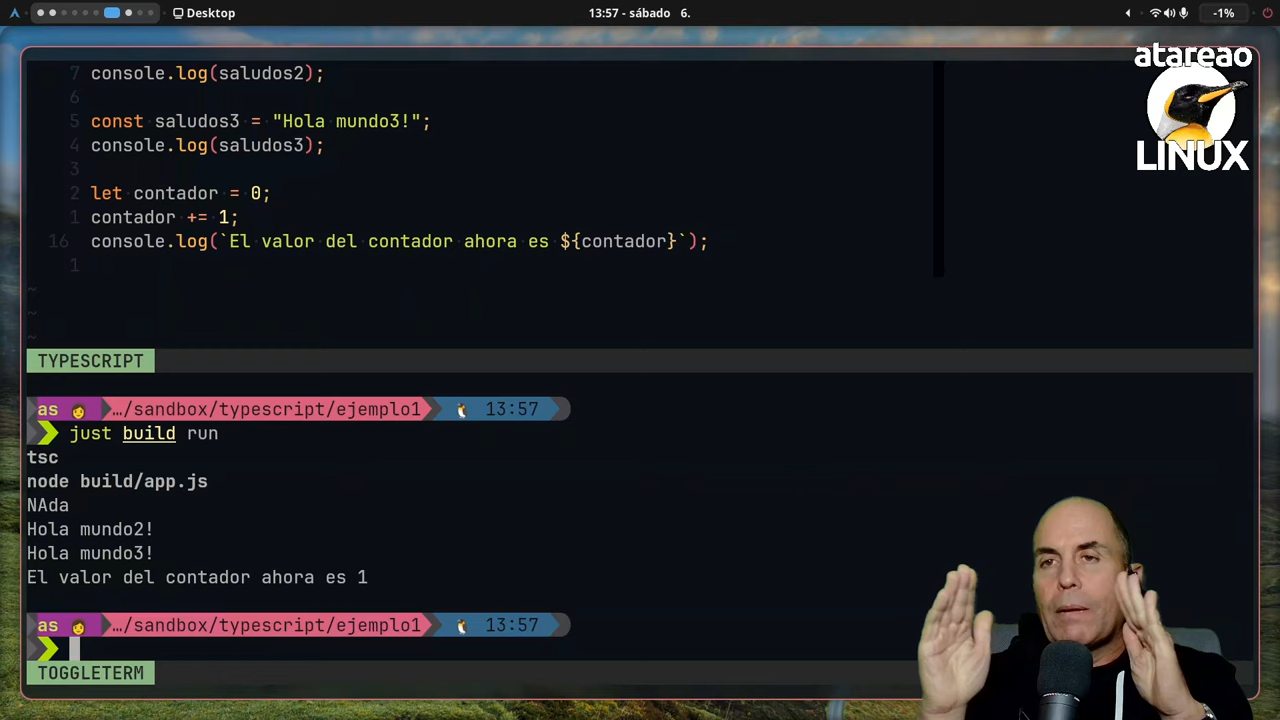 Desktop
13:57 - sábado 6.
-1%
atareao
LINUX
7 console.log(saludos2);
6
5 const saludos3 = "Hola mundo3!";
4 console.log(saludos3);
3
2 let contador = 0;
1 contador += 1;
16 console.log(`El valor del contador ahora es ${contador}`);
1
~
~
~
TYPESCRIPT
as …/sandbox/typescript/ejemplo1 13:57
just build run
tsc
node build/app.js
NAda
Hola mundo2!
Hola mundo3!
El valor del contador ahora es 1
as …/sandbox/typescript/ejemplo1 13:57
TOGGLETERM